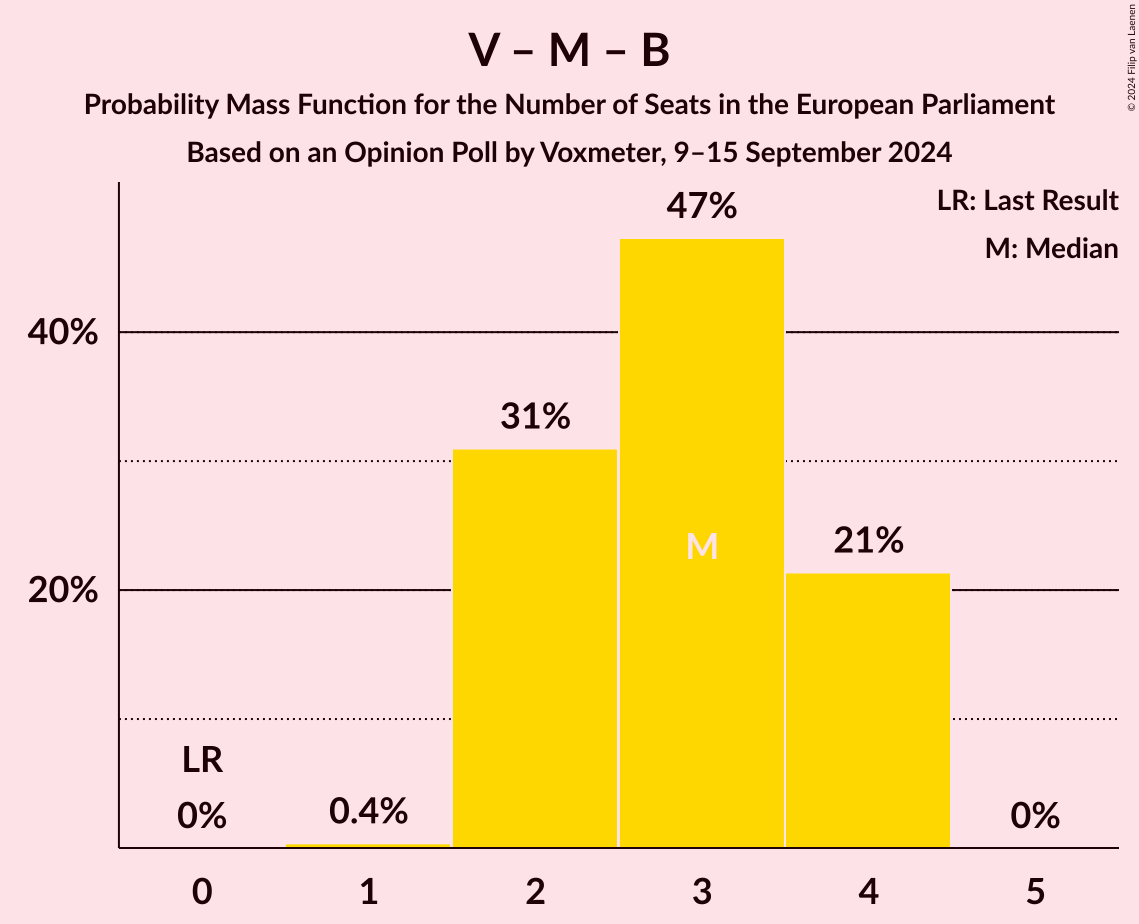 V – M – B
Probability Mass Function for the Number of Seats in the European Parliament
Based on an Opinion Poll by Voxmeter, 9–15 September 2024
© 2024 Filip van Laenen
LR: Last Result
M: Median
47%
40%
31%
M
21%
20%
LR
0%
0.4%
0%
0
1
2
3
4
5